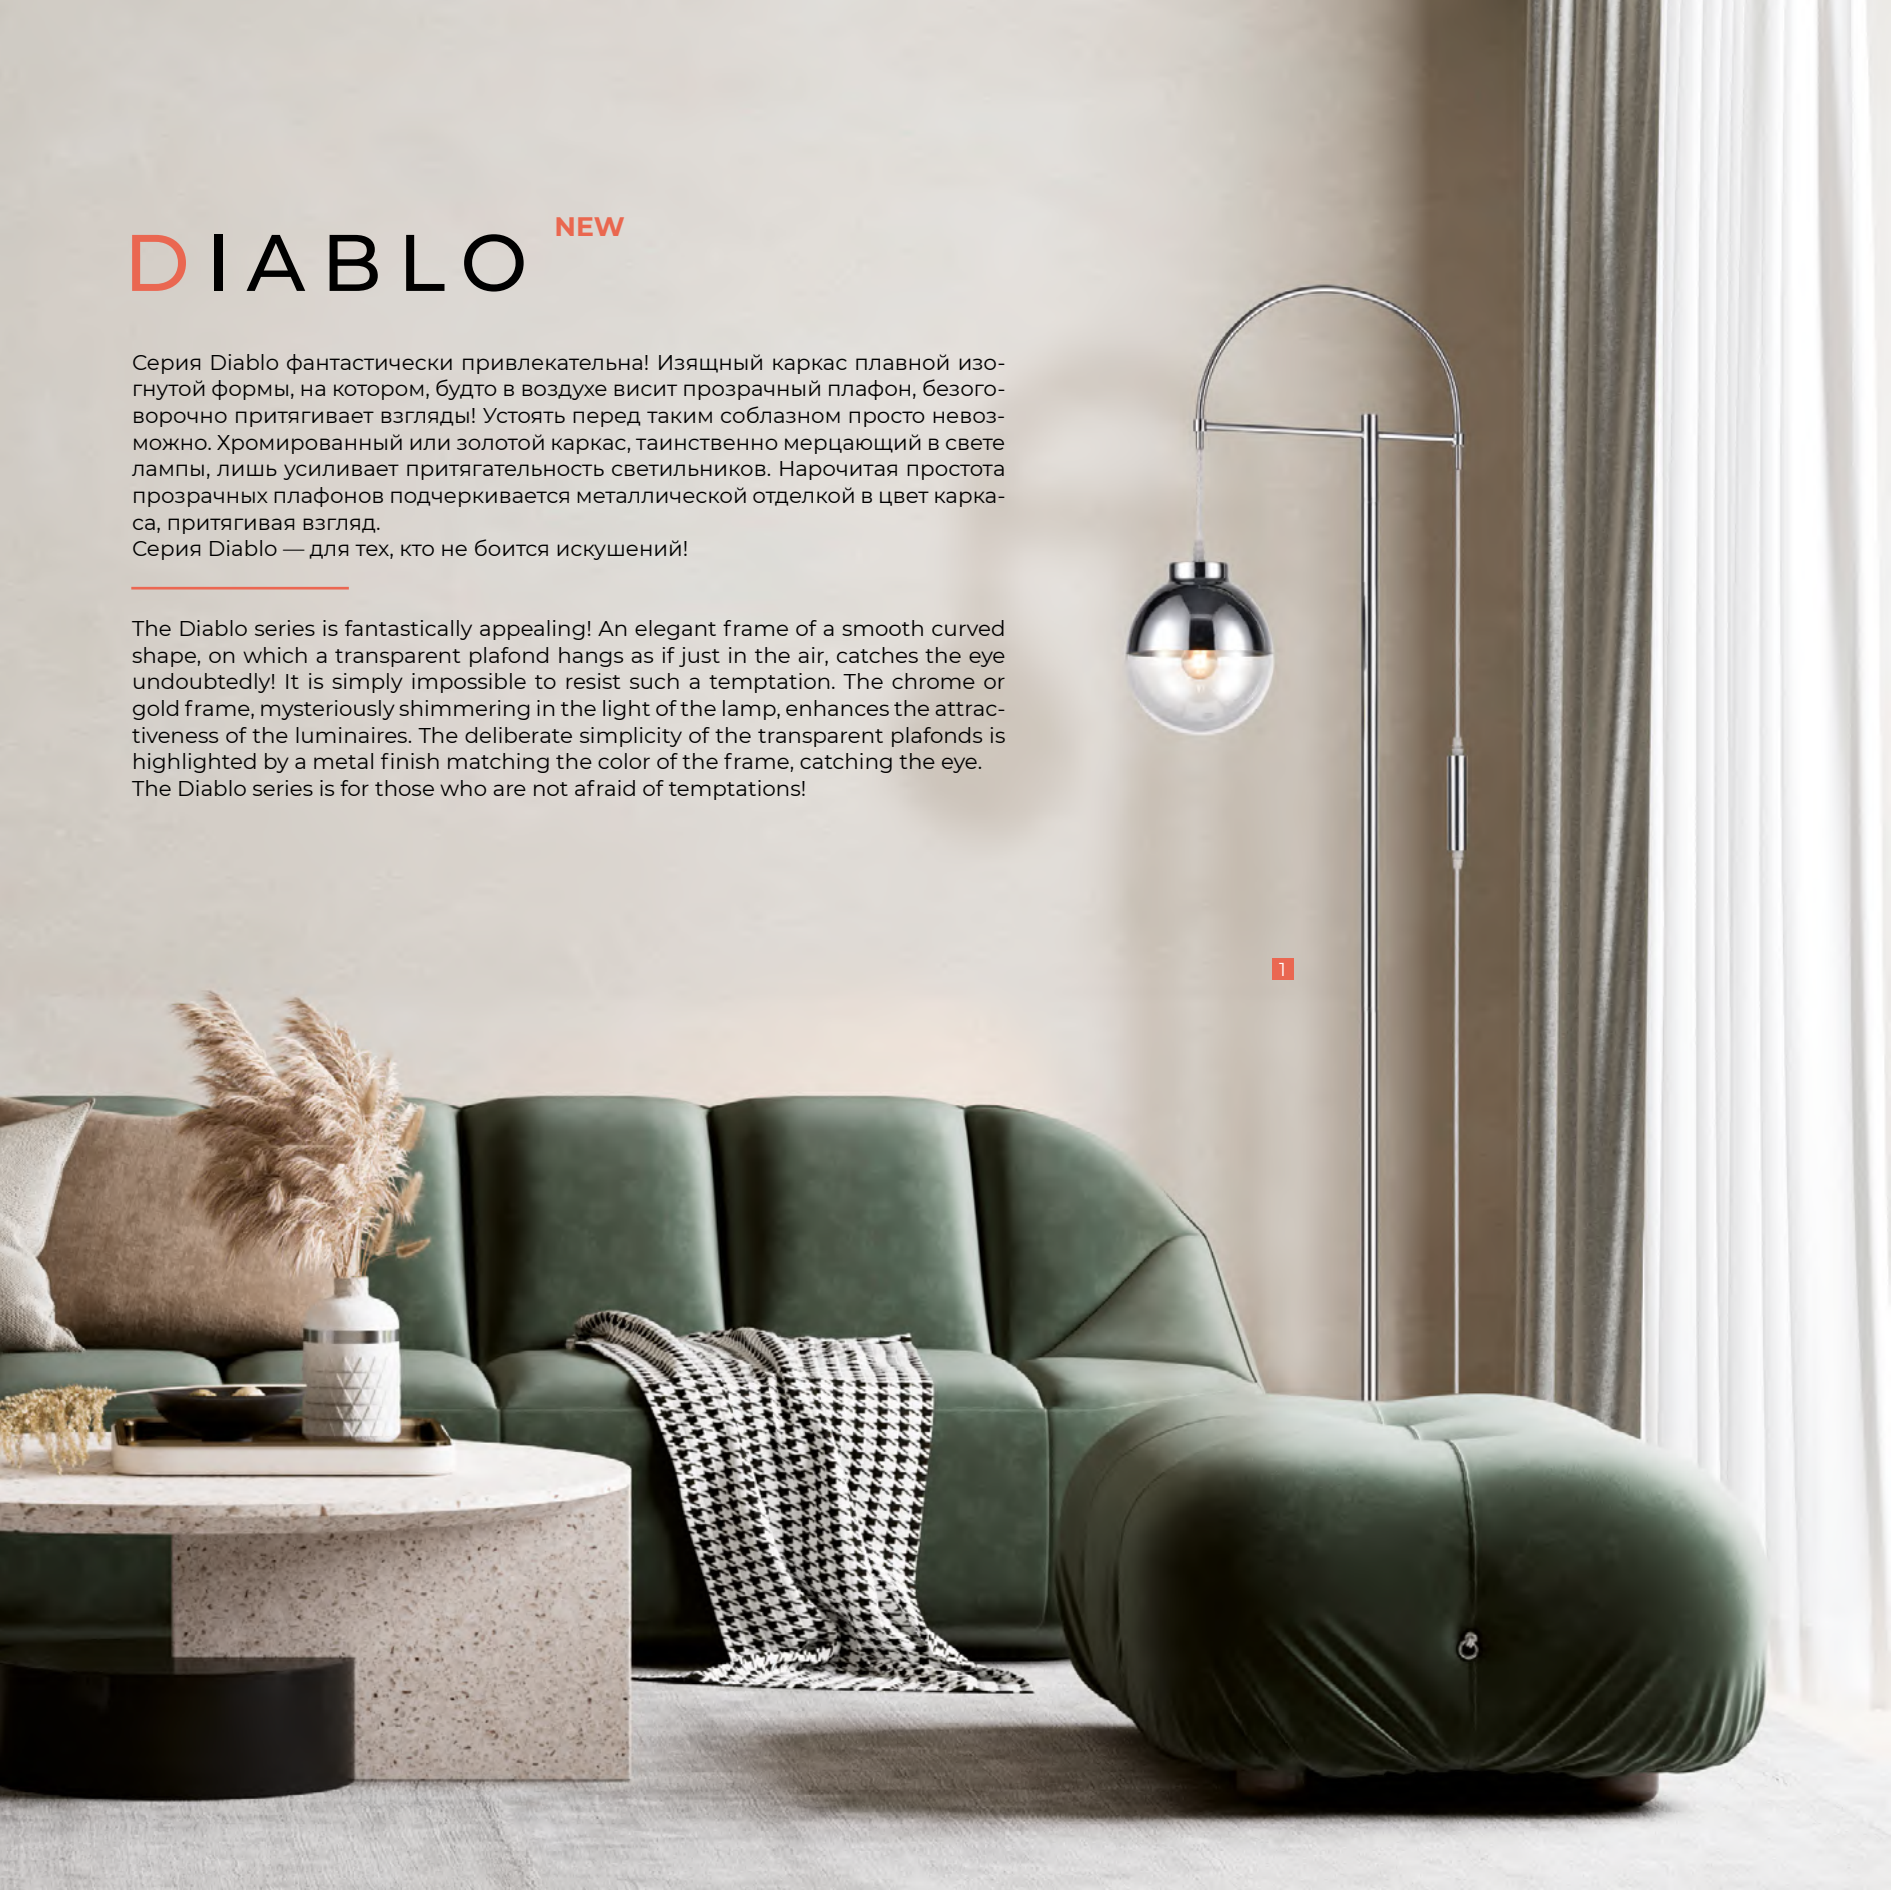 DIABLO NEW
Серия Diablo фантастически привлекательна! Изящный каркас плавной изо-
гнутой формы, на котором, будто в воздухе висит прозрачный плафон, безого-
ворочно притягивает взгляды! Устоять перед таким соблазном просто невоз-
можно. Хромированный или золотой каркас, таинственно мерцающий в свете
лампы, лишь усиливает притягательность светильников. Нарочитая простота
прозрачных плафонов подчеркивается металлической отделкой в цвет карка-
са, притягивая взгляд.
Серия Diablo — для тех, кто не боится искушений!
The Diablo series is fantastically appealing! An elegant frame of a smooth curved
shape, on which a transparent plafond hangs as if just in the air, catches the eye
undoubtedly! It is simply impossible to resist such a temptation. The chrome or
gold frame, mysteriously shimmering in the light of the lamp, enhances the attrac-
tiveness of the luminaires. The deliberate simplicity of the transparent plafonds is
highlighted by a metal finish matching the color of the frame, catching the eye.
The Diablo series is for those who are not afraid of temptations!
1